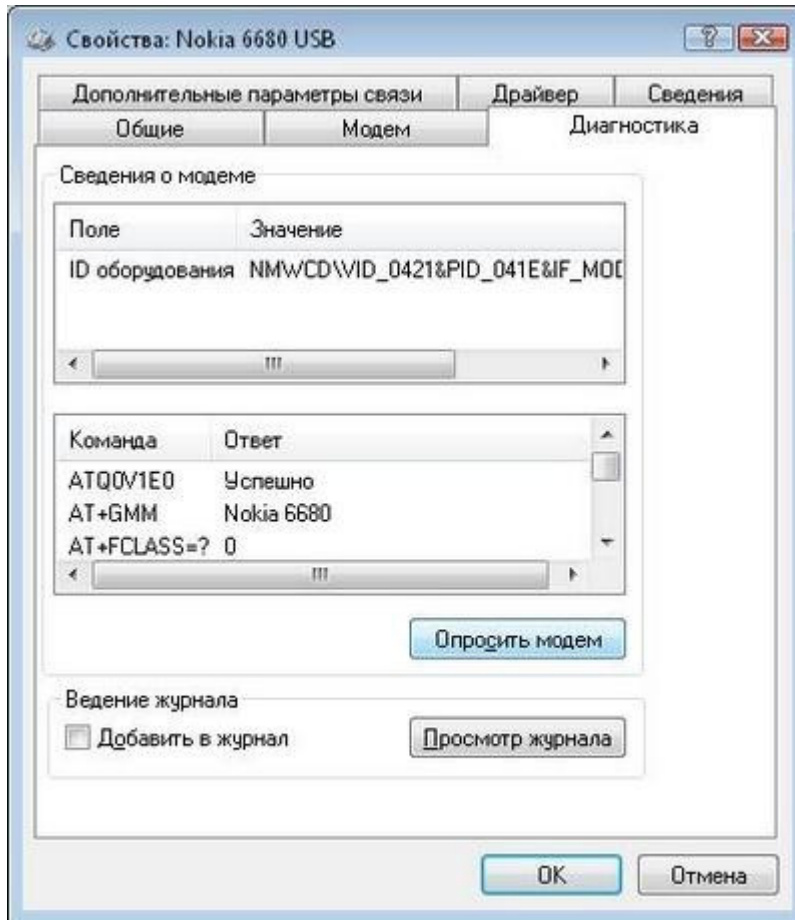 Свойства: Nokia 6680 USB
Дополнительные параметры связи Драйвер Сведения
Общие Модем Диагностика
Сведения о модеме
Поле Значение
ID оборудования NMWCD\VID_0421&PID_041E&IF_MOD
Команда Ответ
ATQ0V1E0 Успешно
AT+GMM Nokia 6680
AT+FCLASS=? 0
Опросить модем
Ведение журнала
Добавить в журнал Просмотр журнала
OK Отмена